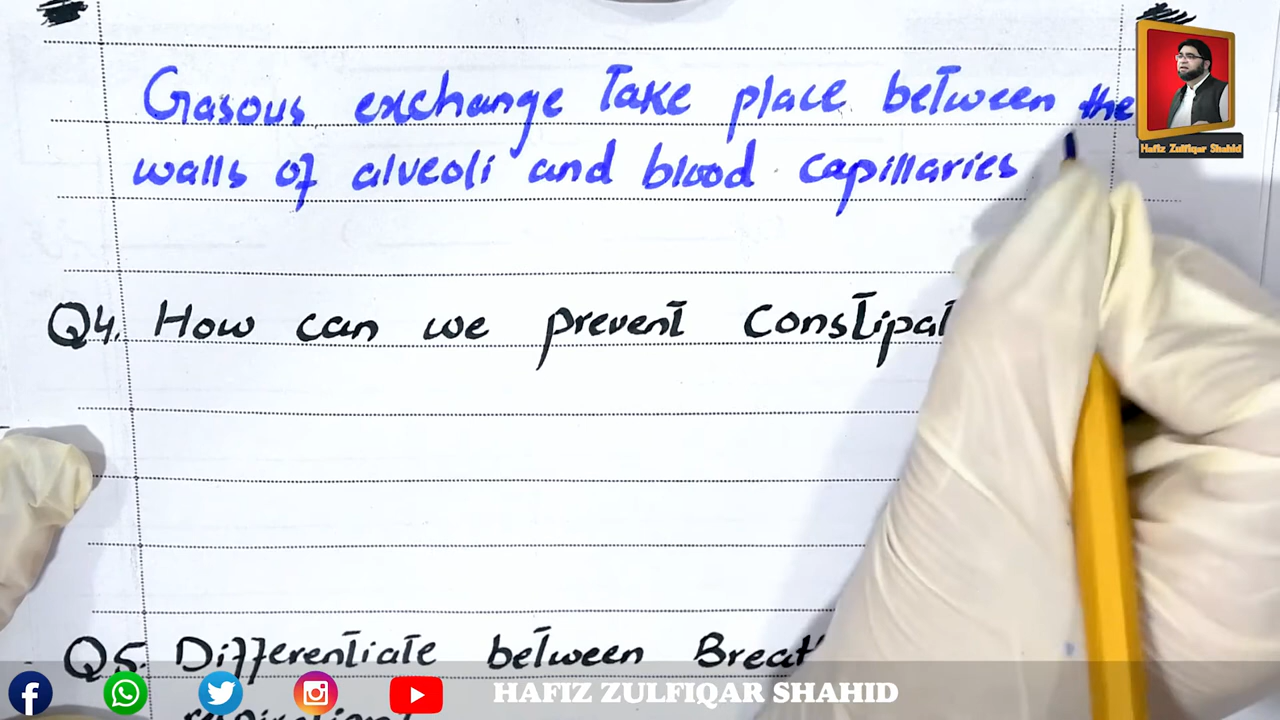 Gasous exchange Take place between the
walls of alveoli and blood capillaries
Hafiz Zulfiqar Shahid
Q4. How can we prevent Constipat
Q5. Differentiate between Breat
HAFIZ ZULFIQAR SHAHID